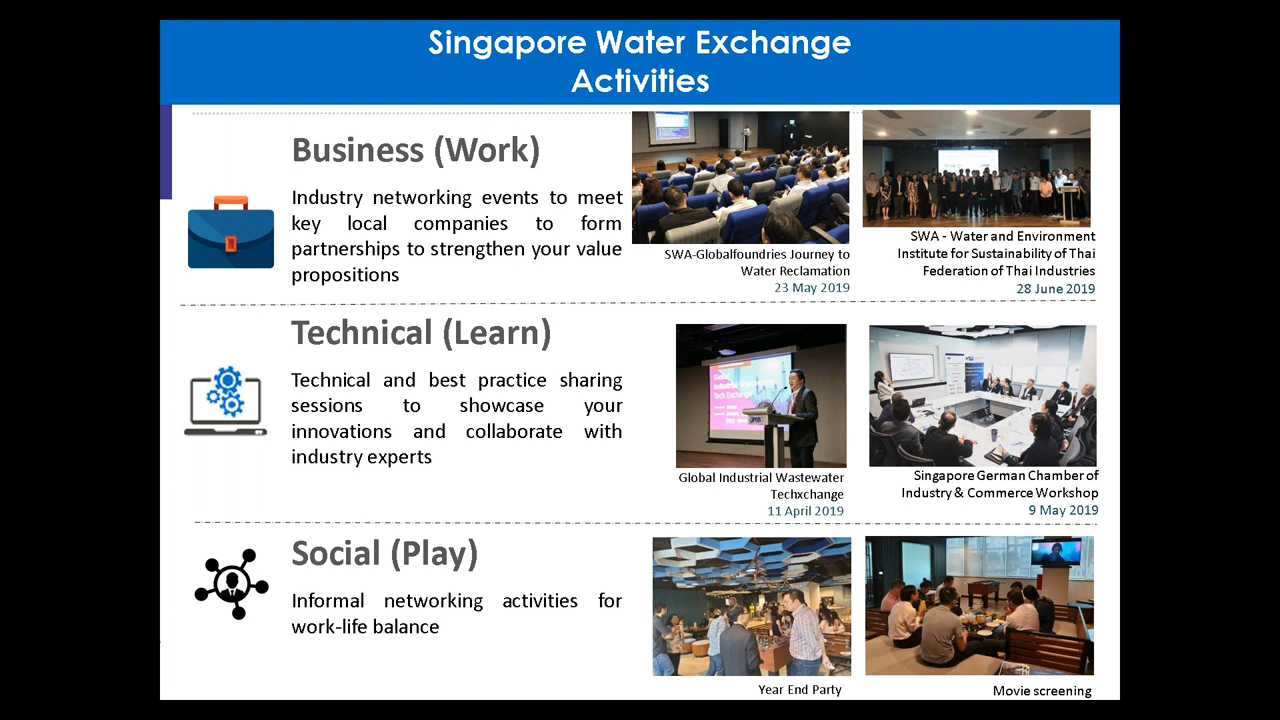 Singapore Water Exchange
Activities
Business (Work)
Industry networking events to meet
key local companies to form
partnerships to strengthen your value
propositions
SWA-Globalfoundries Journey to
Water Reclamation
23 May 2019
SWA - Water and Environment
Institute for Sustainability of Thai
Federation of Thai Industries
28 June 2019
Technical (Learn)
Technical and best practice sharing
sessions to showcase your
innovations and collaborate with
industry experts
Global
Industrial
Tech Exchange
Global Industrial Wastewater
Techxchange
11 April 2019
Singapore German Chamber of
Industry & Commerce Workshop
9 May 2019
Social (Play)
Informal networking activities for
work-life balance
Year End Party
Movie screening